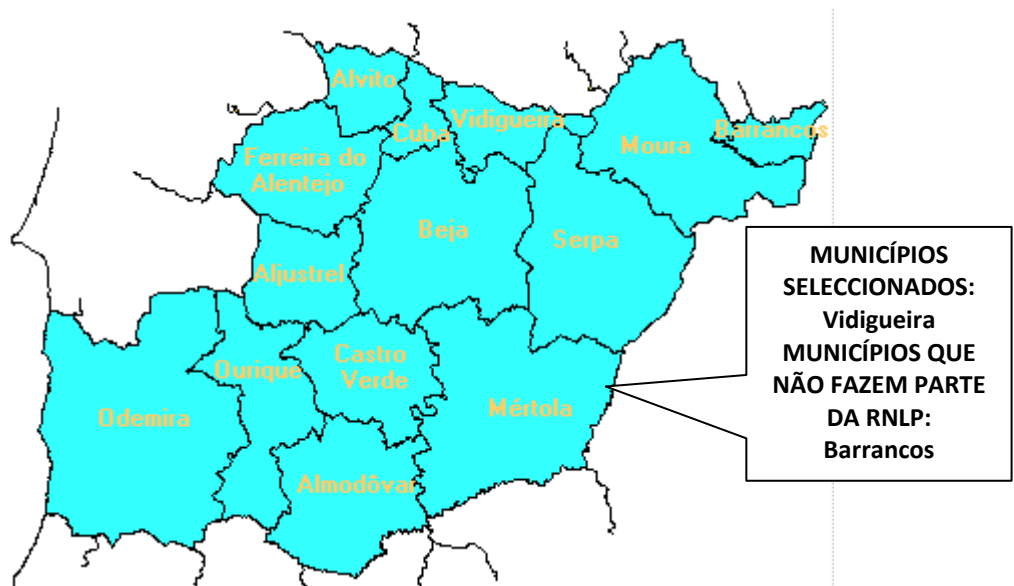 Alvito
Cuba
Vidigueira
Barrancos
Moura
Ferreira do
Alentejo
Beja
Serpa
Aljustrel
Castro
Verde
Ourique
Odemira
Mértola
Almodôvar
MUNICÍPIOS
SELECCIONADOS:
Vidigueira
MUNICÍPIOS QUE
NÃO FAZEM PARTE
DA RNLP:
Barrancos